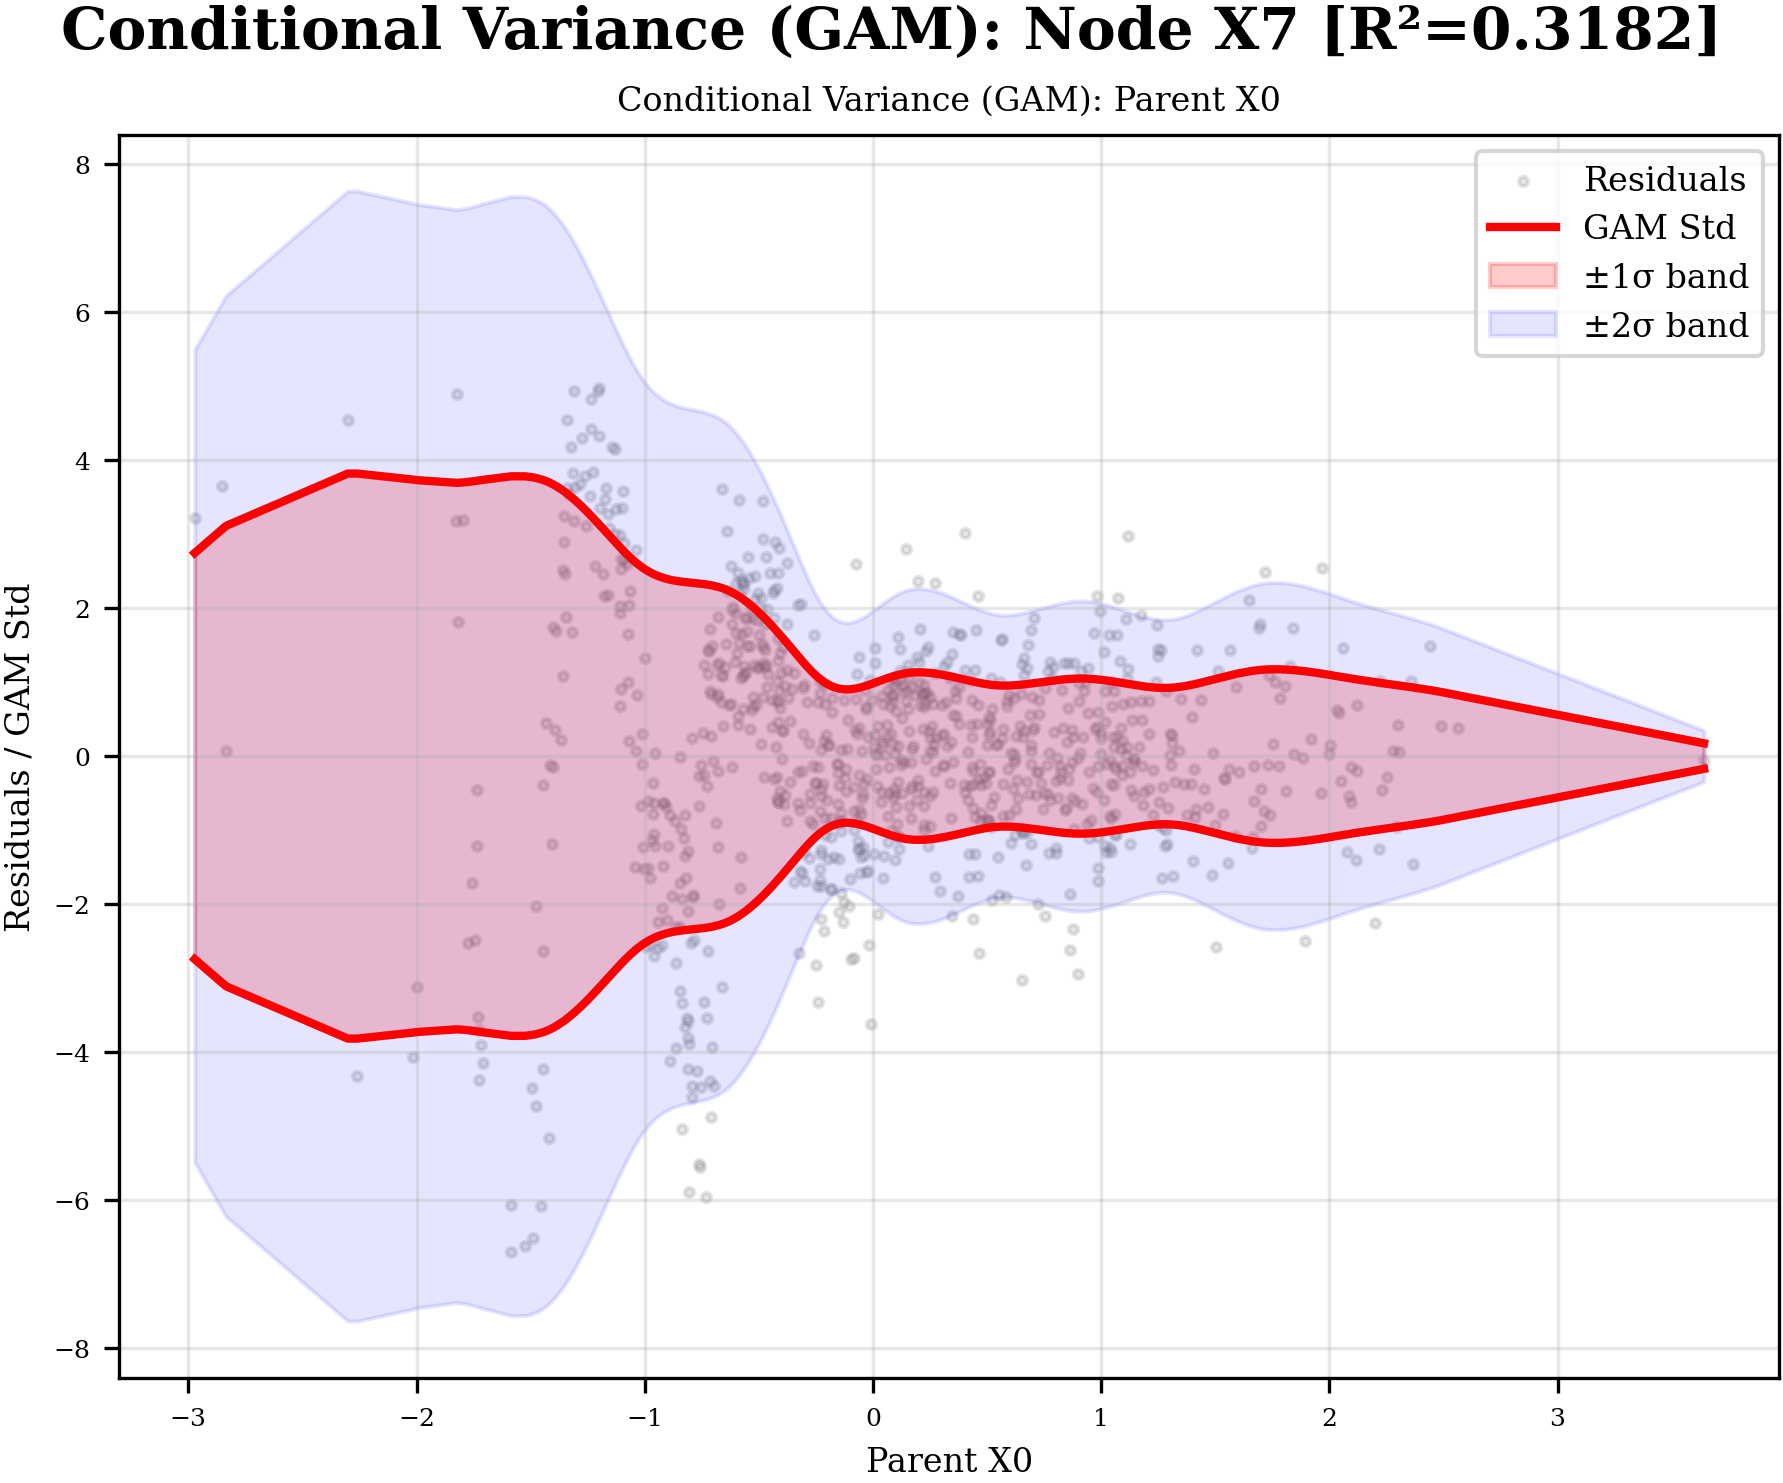 Conditional Variance (GAM): Node X7 [R²=0.3182]
Conditional Variance (GAM): Parent X0
Residuals
GAM Std
±1σ band
±2σ band
Residuals / GAM Std
8
6
4
2
0
−2
−4
−6
−8
−3 −2 −1 0 1 2 3
Parent X0